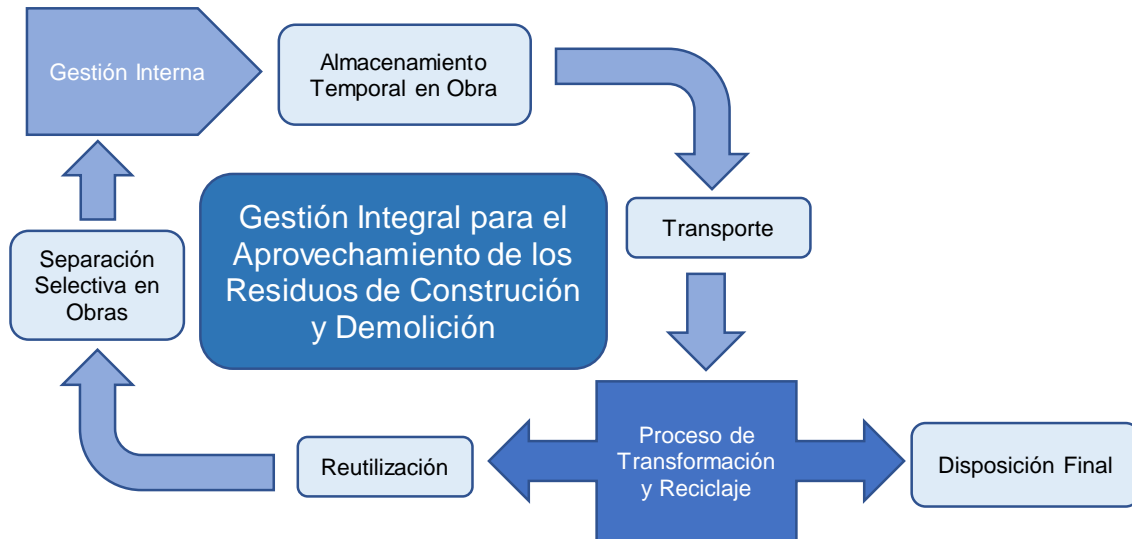 Gestión Interna
Almacenamiento
Temporal en Obra
Gestión Integral para el
Aprovechamiento de los
Residuos de Construción
y Demolición
Transporte
Separación
Selectiva en
Obras
Proceso de
Transformación
y Reciclaje
Reutilización
Disposición Final